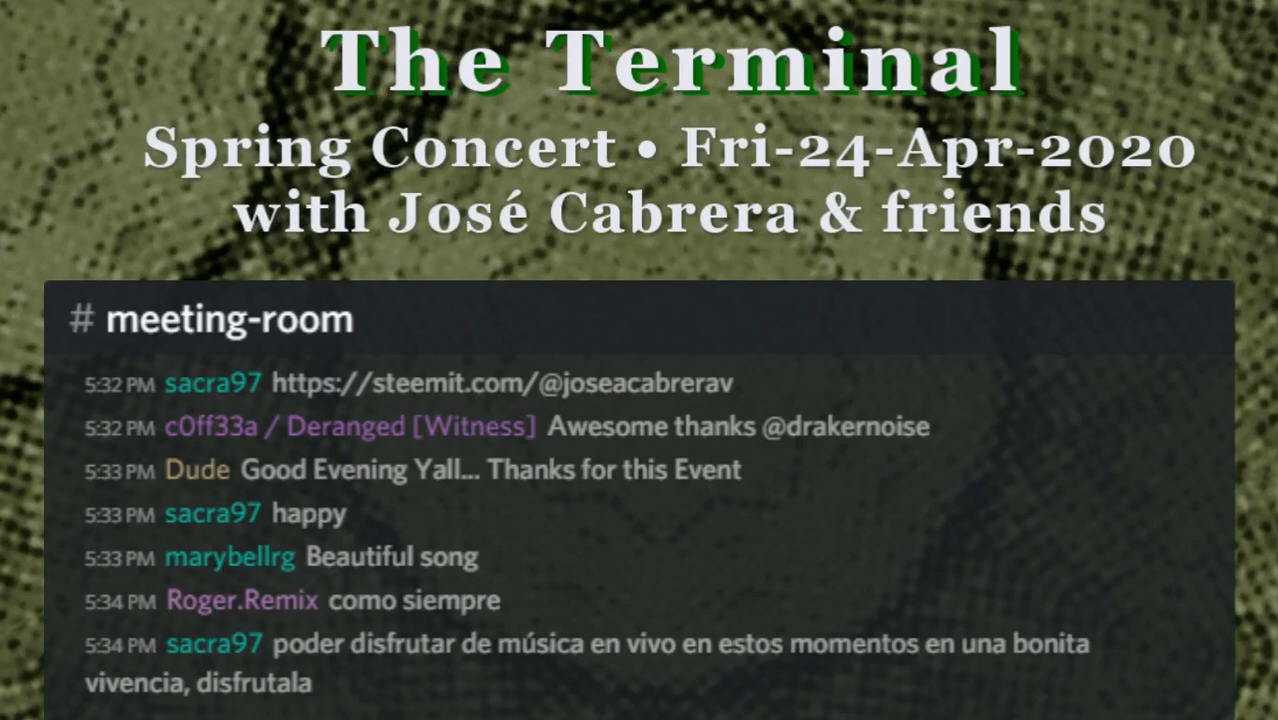 The Terminal
Spring Concert • Fri-24-Apr-2020
with José Cabrera & friends
# meeting-room
5:32 PM sacra97 https://steemit.com/@joseacabrerav
5:32 PM c0ff33a / Deranged [Witness] Awesome thanks @drakernoise
5:33 PM Dude Good Evening Yall... Thanks for this Event
5:33 PM sacra97 happy
5:33 PM marybellrg Beautiful song
5:34 PM Roger.Remix como siempre
5:34 PM sacra97 poder disfrutar de música en vivo en estos momentos en una bonita
vivencia, disfrutala